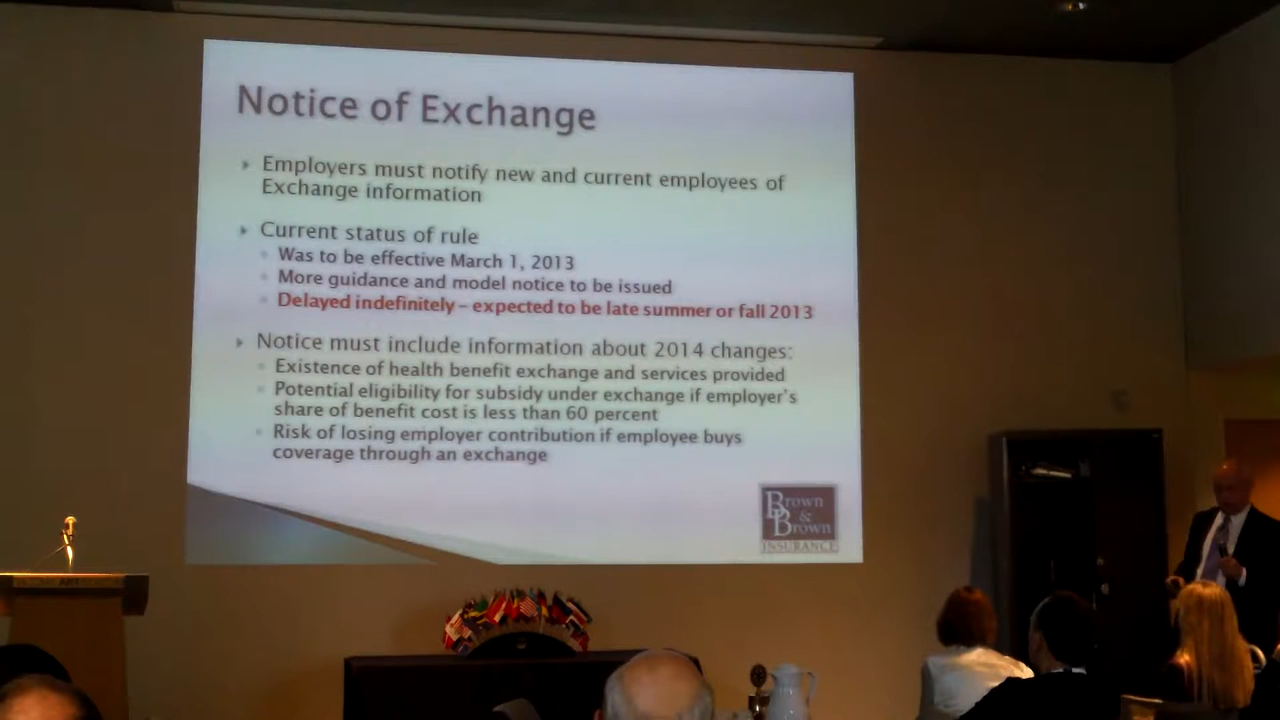 Notice of Exchange
Employers must notify new and current employees of
Exchange information
Current status of rule
Was to be effective March 1, 2013
More guidance and model notice to be issued
Delayed indefinitely – expected to be late summer or fall 2013
Notice must include information about 2014 changes:
Existence of health benefit exchange and services provided
Potential eligibility for subsidy under exchange if employer's
share of benefit cost is less than 60 percent
Risk of losing employer contribution if employee buys
coverage through an exchange
Brown
&
Brown
INSURANCE